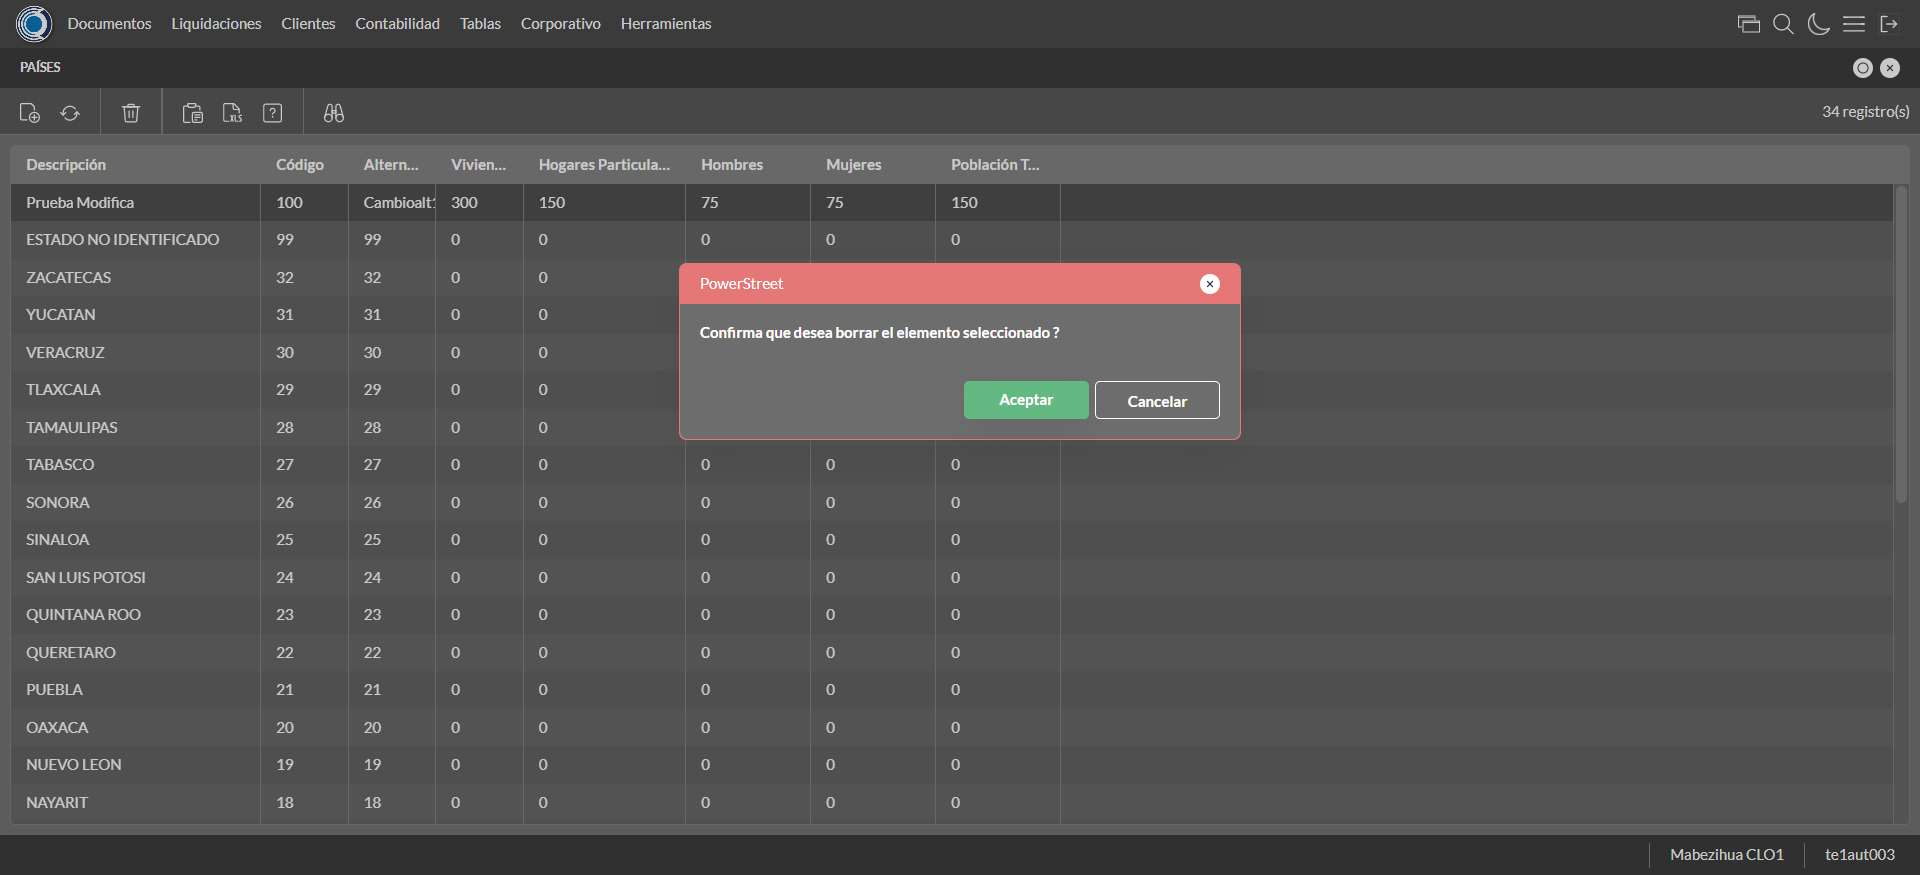 Documentos Liquidaciones Clientes Contabilidad Tablas Corporativo Herramientas
PAÍSES
XLS ? 34 registro(s)
Descripción Código Altern... Vivien... Hogares Particula... Hombres Mujeres Población T...
Prueba Modifica 100 Cambioalt1 300 150 75 75 150
ESTADO NO IDENTIFICADO 99 99 0 0 0 0 0
ZACATECAS 32 32 0 0
YUCATAN 31 31 0 0
VERACRUZ 30 30 0 0
TLAXCALA 29 29 0 0
TAMAULIPAS 28 28 0 0
PowerStreet
Confirma que desea borrar el elemento seleccionado ?
Aceptar Cancelar
TABASCO 27 27 0 0 0 0 0
SONORA 26 26 0 0 0 0 0
SINALOA 25 25 0 0 0 0 0
SAN LUIS POTOSI 24 24 0 0 0 0 0
QUINTANA ROO 23 23 0 0 0 0 0
QUERETARO 22 22 0 0 0 0 0
PUEBLA 21 21 0 0 0 0 0
OAXACA 20 20 0 0 0 0 0
NUEVO LEON 19 19 0 0 0 0 0
NAYARIT 18 18 0 0 0 0 0
Mabezihua CLO1 te1aut003